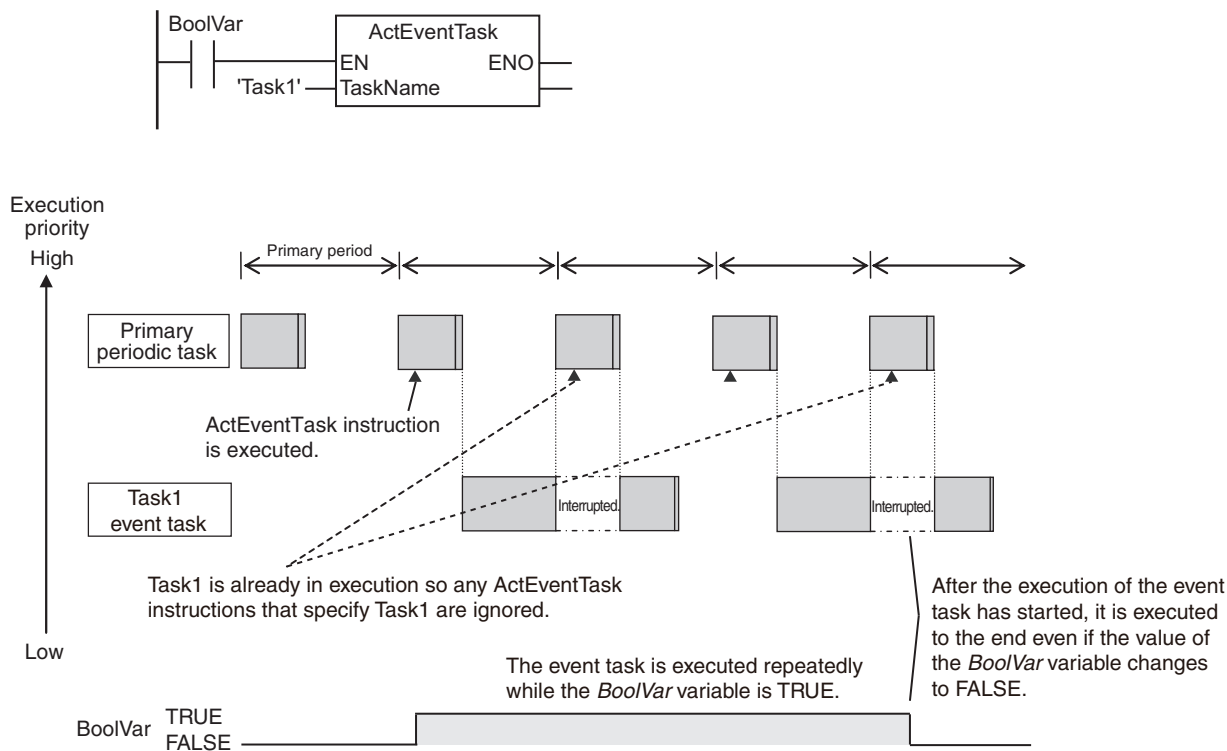 BoolVar
ActEventTask
EN ENO
'Task1' TaskName
Execution
priority
High
Primary period
Primary
periodic task
ActEventTask instruction
is executed.
Task1
event task
Interrupted.
Interrupted.
Task1 is already in execution so any ActEventTask
instructions that specify Task1 are ignored.
After the execution of the event
task has started, it is executed
to the end even if the value of
the BoolVar variable changes
to FALSE.
Low
The event task is executed repeatedly
while the BoolVar variable is TRUE.
BoolVar
TRUE
FALSE